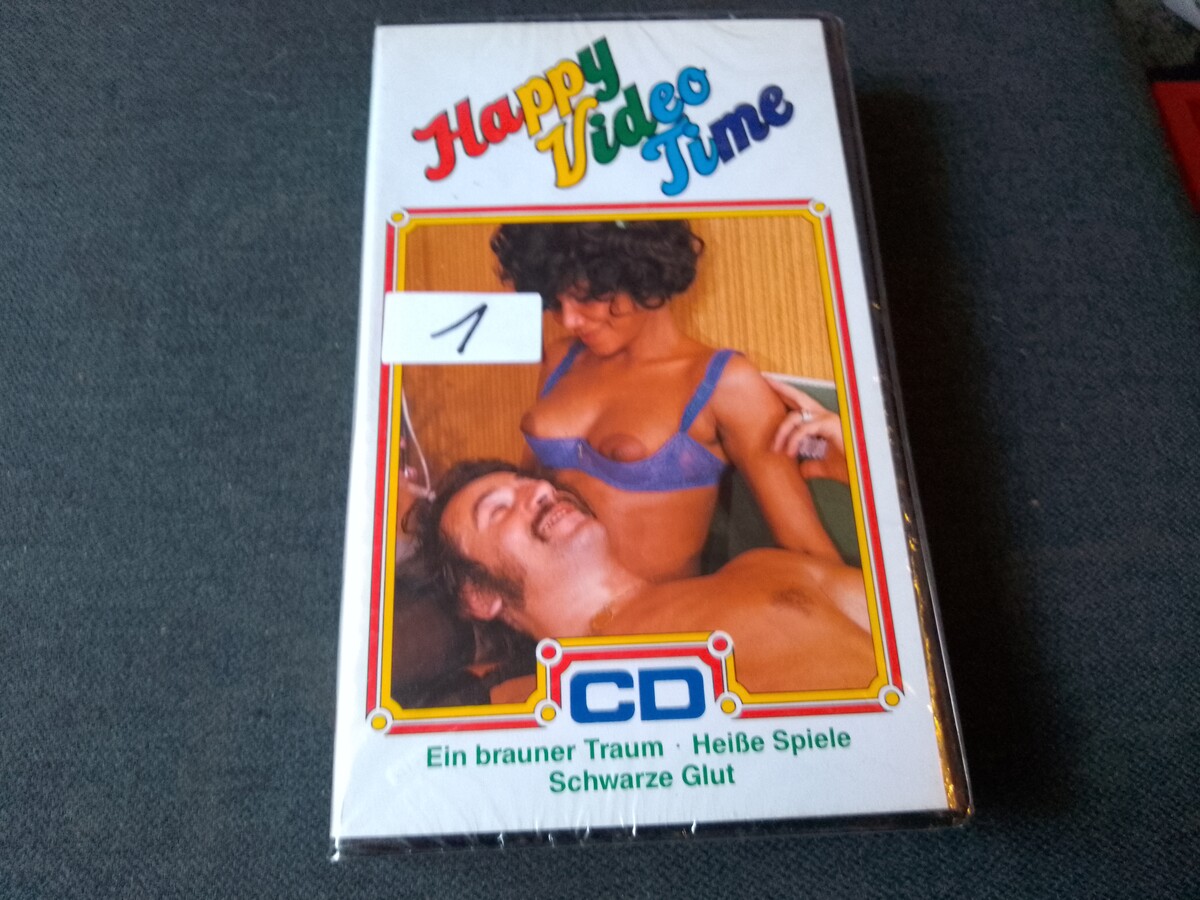 Happy
Video
Time
1
CD
Ein brauner Traum · Heiße Spiele
Schwarze Glut